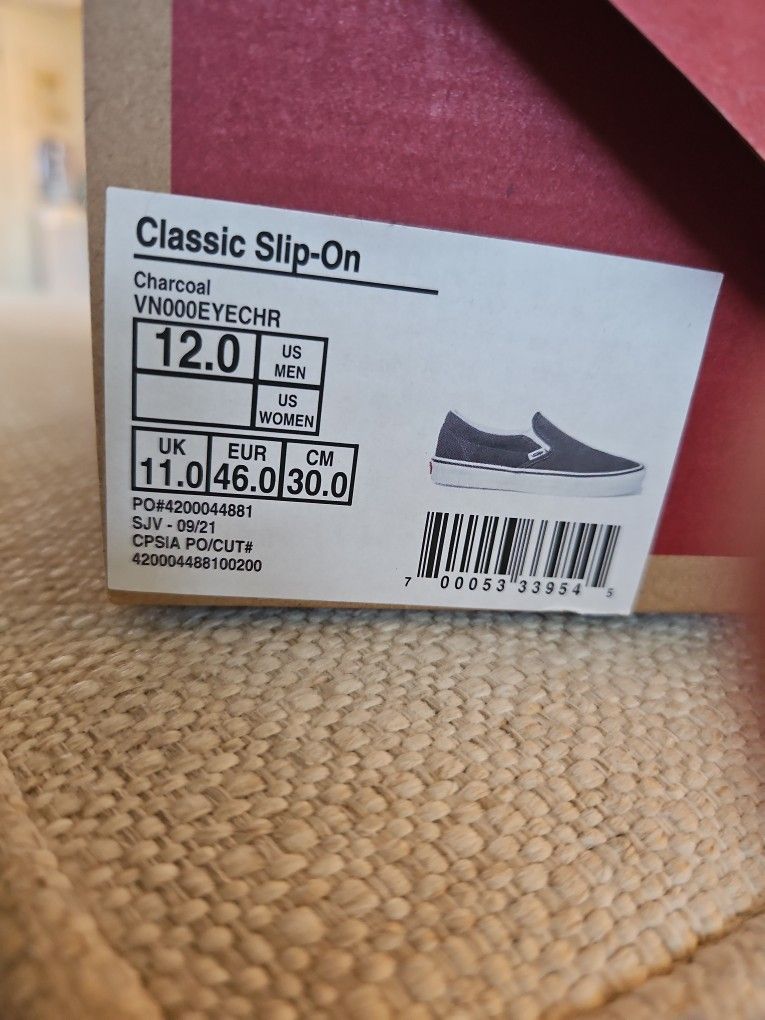 Classic Slip-On
Charcoal
VN000EYECHR
12.0 US MEN
US WOMEN
UK EUR CM
11.0 46.0 30.0
PO#4200044881
SJV - 09/21
CPSIA PO/CUT#
420004488100200
7 00053 33954 5